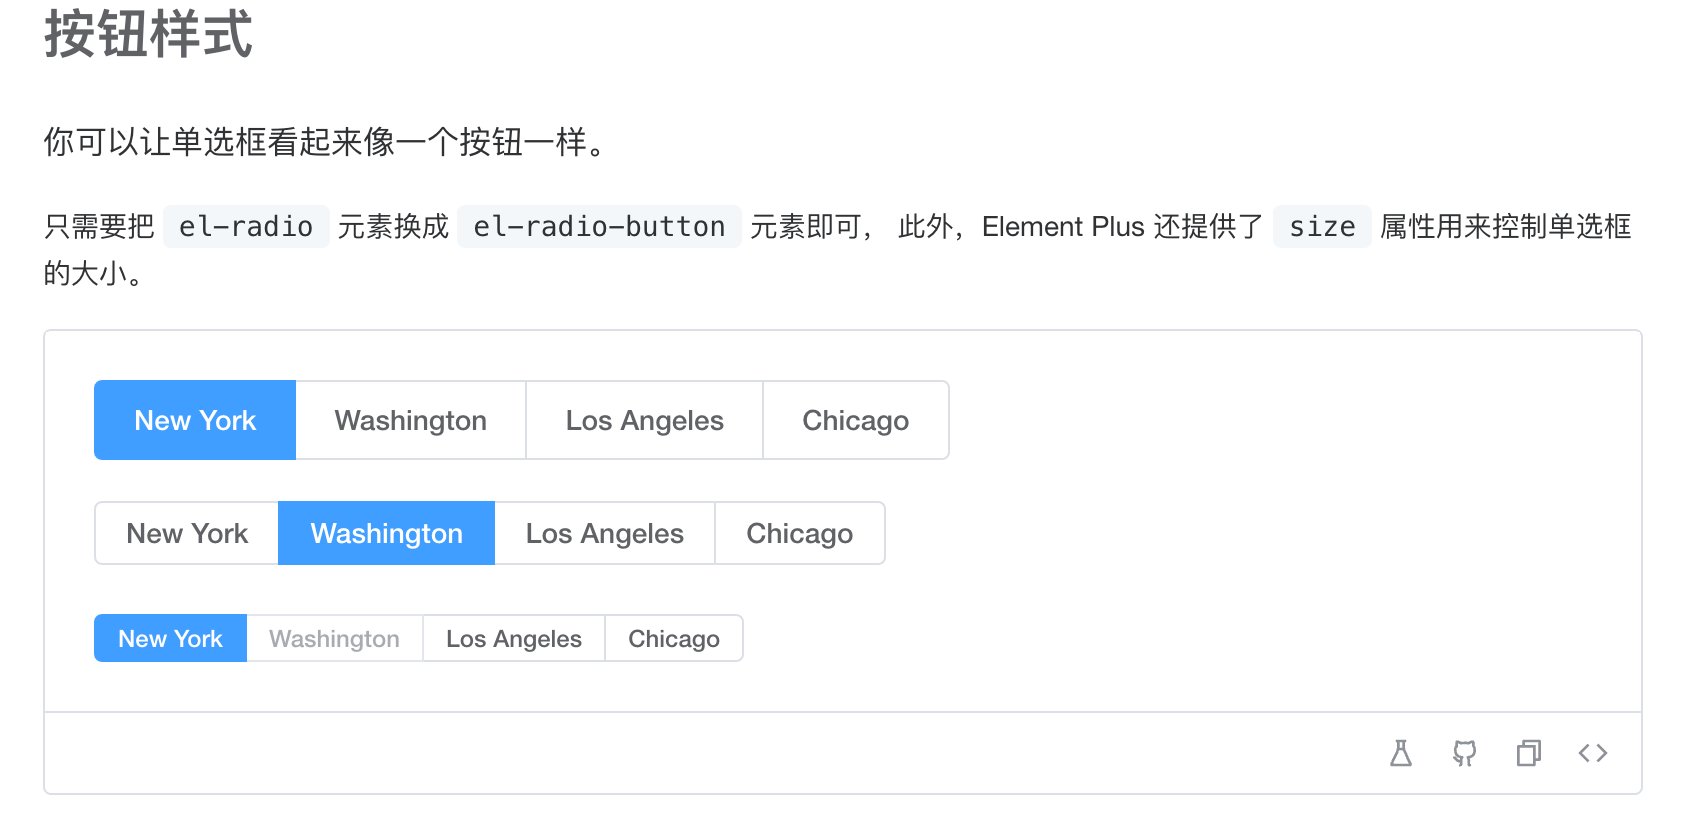 按钮样式
你可以让单选框看起来像一个按钮一样。
只需要把 el-radio 元素换成 el-radio-button 元素即可， 此外，Element Plus 还提供了 size 属性用来控制单选框
的大小。
New York Washington Los Angeles Chicago
New York Washington Los Angeles Chicago
New York Washington Los Angeles Chicago